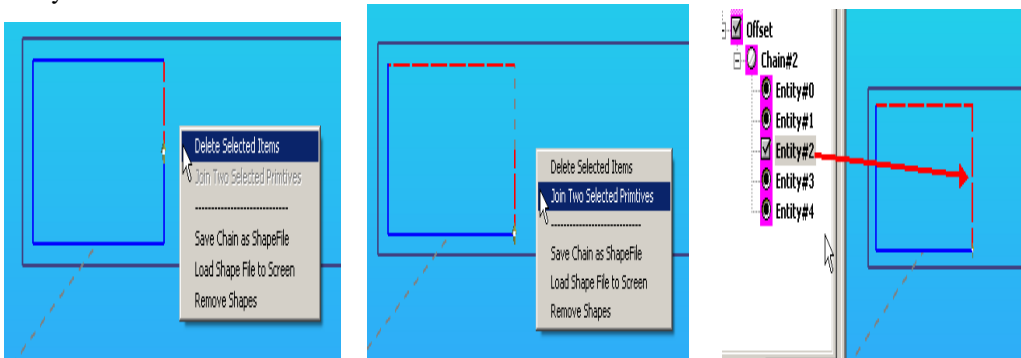 Delete Selected Items
Join Two Selected Primtives
------------------------------
Save Chain as ShapeFile
Load Shape File to Screen
Remove Shapes
Delete Selected Items
Join Two Selected Primtives
------------------------------
Save Chain as ShapeFile
Load Shape File to Screen
Remove Shapes
Offset
Chain#2
Entity#0
Entity#1
Entity#2
Entity#3
Entity#4